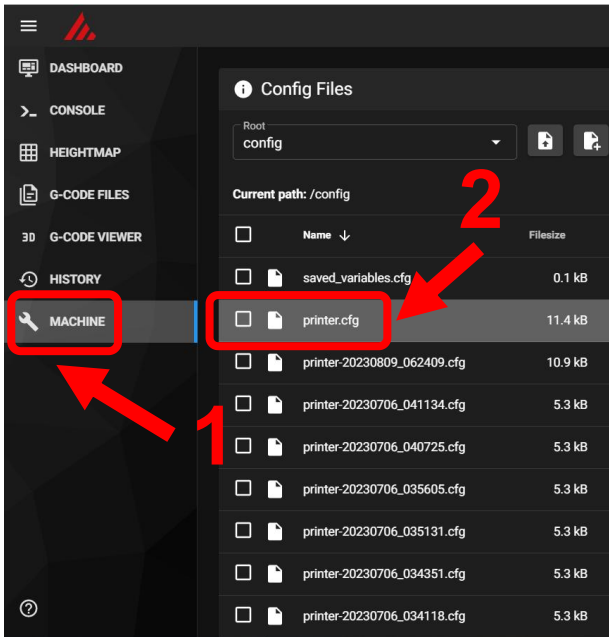 DASHBOARD
CONSOLE
HEIGHTMAP
G-CODE FILES
3D G-CODE VIEWER
HISTORY
MACHINE
1
Config Files
Root
config
Current path: /config
2
Name Filesize
saved_variables.cfg 0.1 kB
printer.cfg 11.4 kB
printer-20230809_062409.cfg 10.9 kB
printer-20230706_041134.cfg 5.3 kB
printer-20230706_040725.cfg 5.3 kB
printer-20230706_035605.cfg 5.3 kB
printer-20230706_035131.cfg 5.3 kB
printer-20230706_034351.cfg 5.3 kB
printer-20230706_034118.cfg 5.3 kB